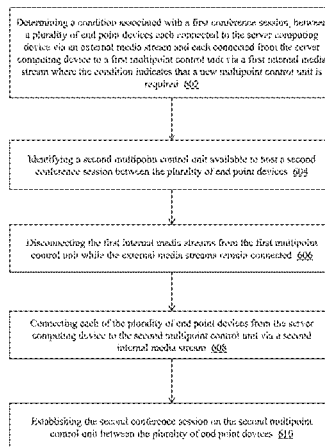 Determining a condition associated with a first conference session, between
a plurality of end point devices each connected to the server computing
device via an external media stream and each connected from the server
computing device to a first multipoint control unit via a first internal media
stream where the condition indicates that a new multipoint control unit is
required 602
Identifying a second multipoint control unit available to host a second
conference session between the plurality of end point devices 604
Disconnecting the first internal media streams from the first multipoint
control unit while the external media streams remain connected 606
Connecting each of the plurality of end point devices from the server
computing device to the second multipoint control unit via a second
internal media stream 608
Establishing the second conference session on the second multipoint
control unit between the plurality of end point devices 610